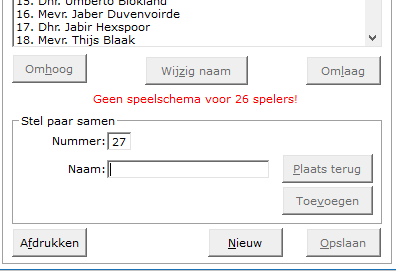 15. Dhr. Umberto Blokland
16. Mevr. Jaber Duvenvoirde
17. Dhr. Jabir Hexspoor
18. Mevr. Thijs Blaak
Omhoog Wijzig naam Omlaag
Geen speelschema voor 26 spelers!
Stel paar samen
Nummer: 27
Naam: Plaats terug
Toevoegen
Afdrukken Nieuw Opslaan